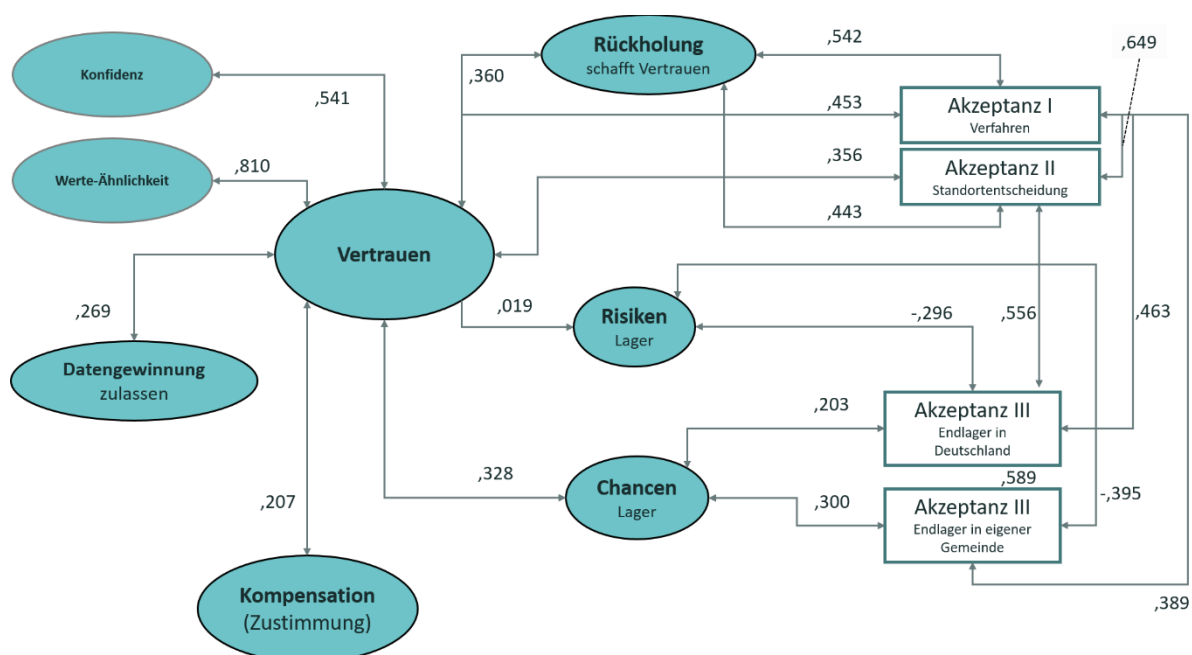 Rückholung
schafft Vertrauen
,542
,649
Konfidenz
,360
,541
,453
Akzeptanz I
Verfahren
Werte-Ähnlichkeit
,810
,356
Akzeptanz II
Standortentscheidung
,443
Vertrauen
,269
,019
Risiken
Lager
-,296
,556
,463
Datengewinnung
zulassen
,203
Akzeptanz III
Endlager in
Deutschland
,328
Chancen
Lager
,589
,300
Akzeptanz III
Endlager in eigener
Gemeinde
-,395
,207
Kompensation
(Zustimmung)
,389